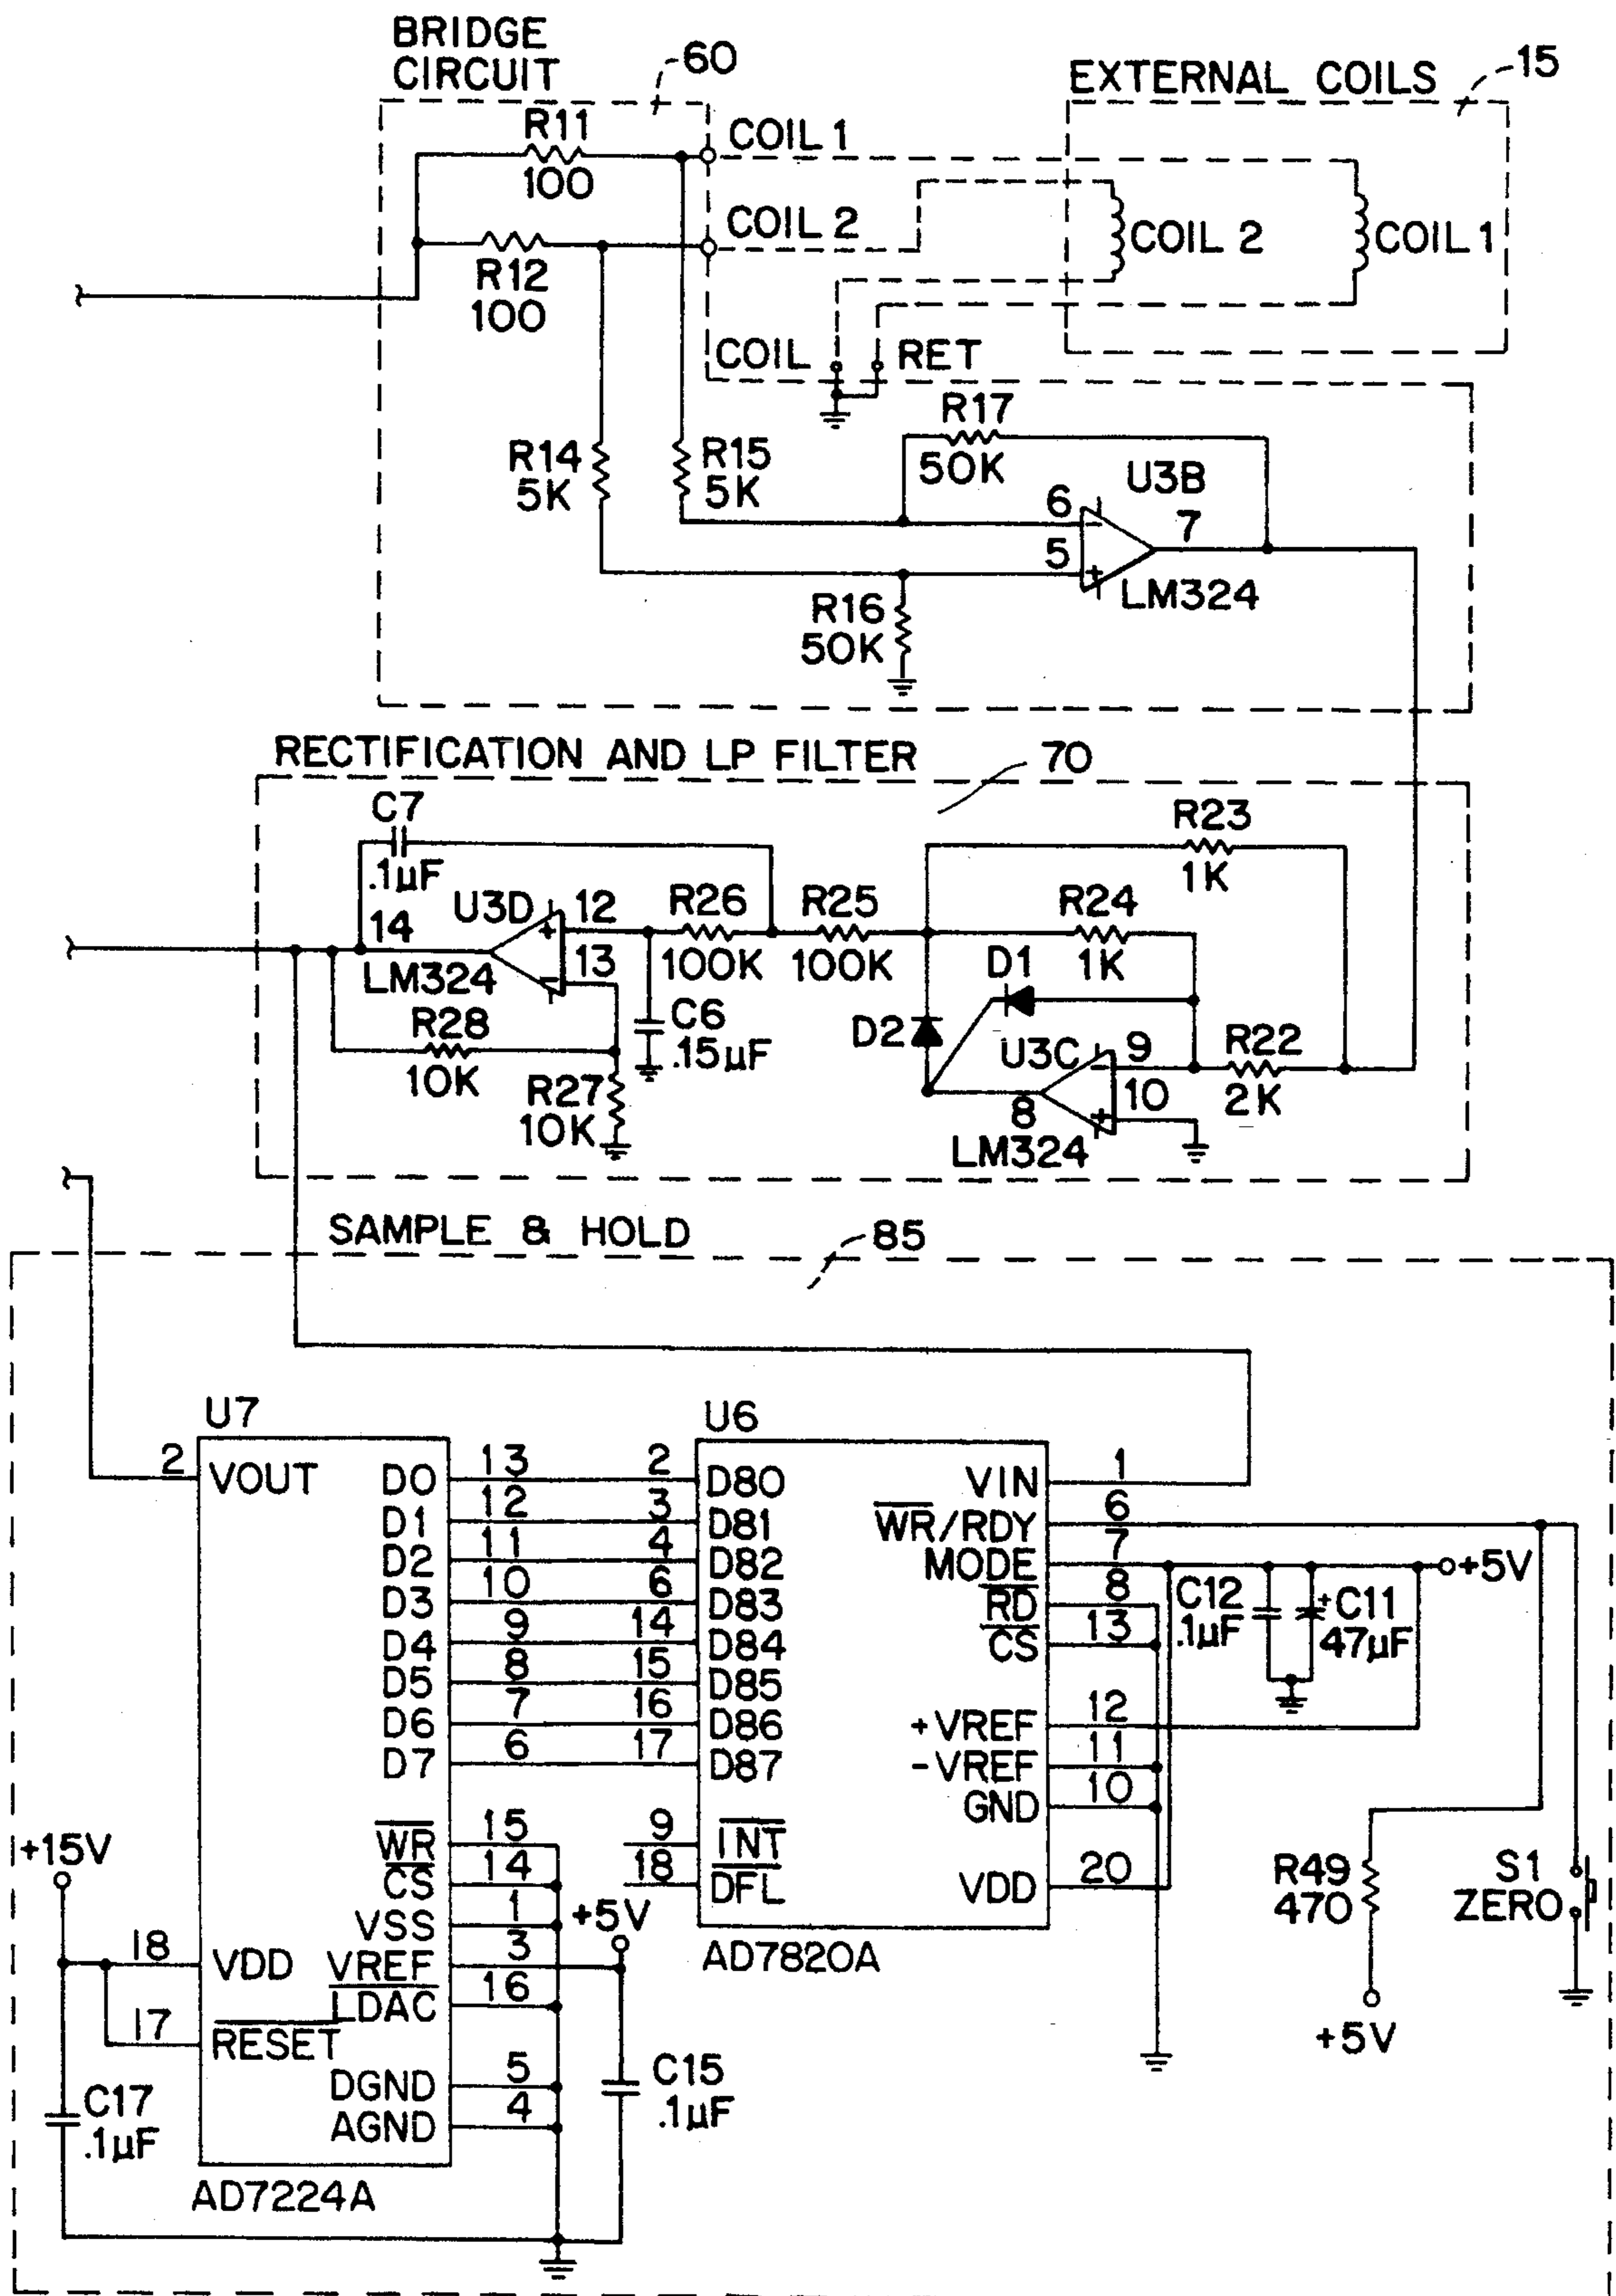 BRIDGE
CIRCUIT
60
EXTERNAL COILS
15
R11
100
COIL 1
R12
100
COIL 2
COIL 2
COIL 1
COIL
RET
R14
5K
R15
5K
R17
50K
U3B
6
5
7
LM324
R16
50K
RECTIFICATION AND LP FILTER
70
C7
.1µF
R23
1K
U3D
12
13
14
LM324
R26
100K
R25
100K
R24
1K
D1
D2
C6
.15µF
R28
10K
R27
10K
U3C
9
10
8
LM324
R22
2K
SAMPLE & HOLD
85
U7
U6
2 VOUT
D0 13 2 D80
D1 12 3 D81
D2 11 4 D82
D3 10 6 D83
D4 9 14 D84
D5 8 15 D85
D6 7 16 D86
D7 6 17 D87
VIN 1
WR/RDY 6
MODE 7
RD 8
CS 13
+VREF 12
-VREF 11
GND 10
VDD 20
+5V
C12
.1µF
+
C11
47µF
9 INT
18 DFL
AD7820A
WR 15
CS 14
VSS 1
VREF 3
LDAC 16
DGND 5
AGND 4
+15V
18 VDD
17 RESET
+5V
C17
.1µF
C15
.1µF
AD7224A
R49
470
+5V
S1
ZERO